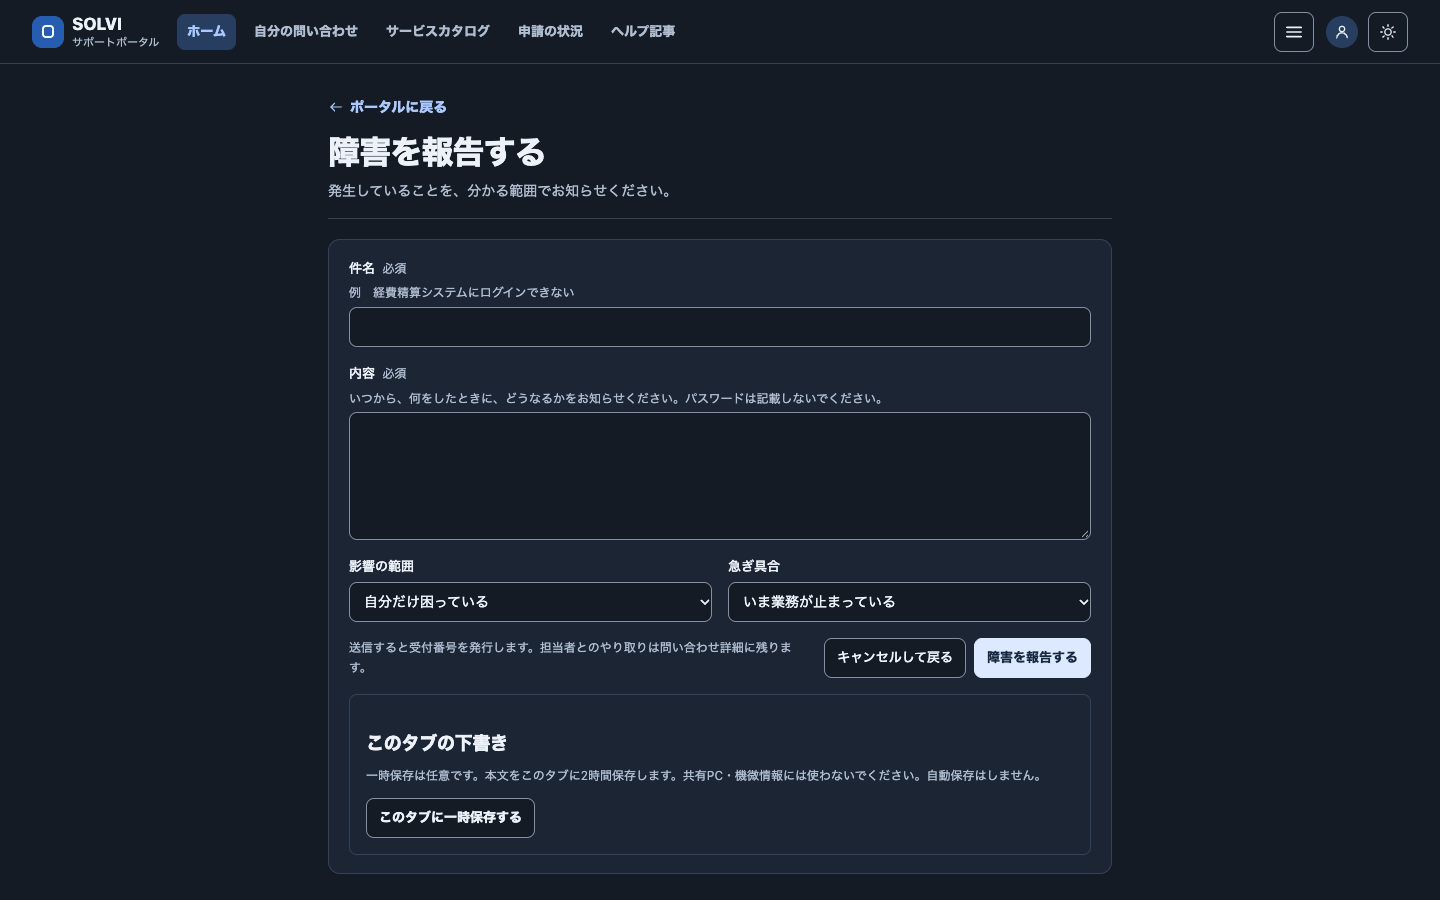 SOLVI
サポートポータル
ホーム
自分の問い合わせ
サービスカタログ
申請の状況
ヘルプ記事
← ポータルに戻る
障害を報告する
発生していることを、分かる範囲でお知らせください。
件名 必須
例　経費精算システムにログインできない
内容 必須
いつから、何をしたときに、どうなるかをお知らせください。パスワードは記載しないでください。
影響の範囲
急ぎ具合
自分だけ困っている
いま業務が止まっている
送信すると受付番号を発行します。担当者とのやり取りは問い合わせ詳細に残りま
す。
キャンセルして戻る
障害を報告する
このタブの下書き
一時保存は任意です。本文をこのタブに2時間保存します。共有PC・機微情報には使わないでください。自動保存はしません。
このタブに一時保存する